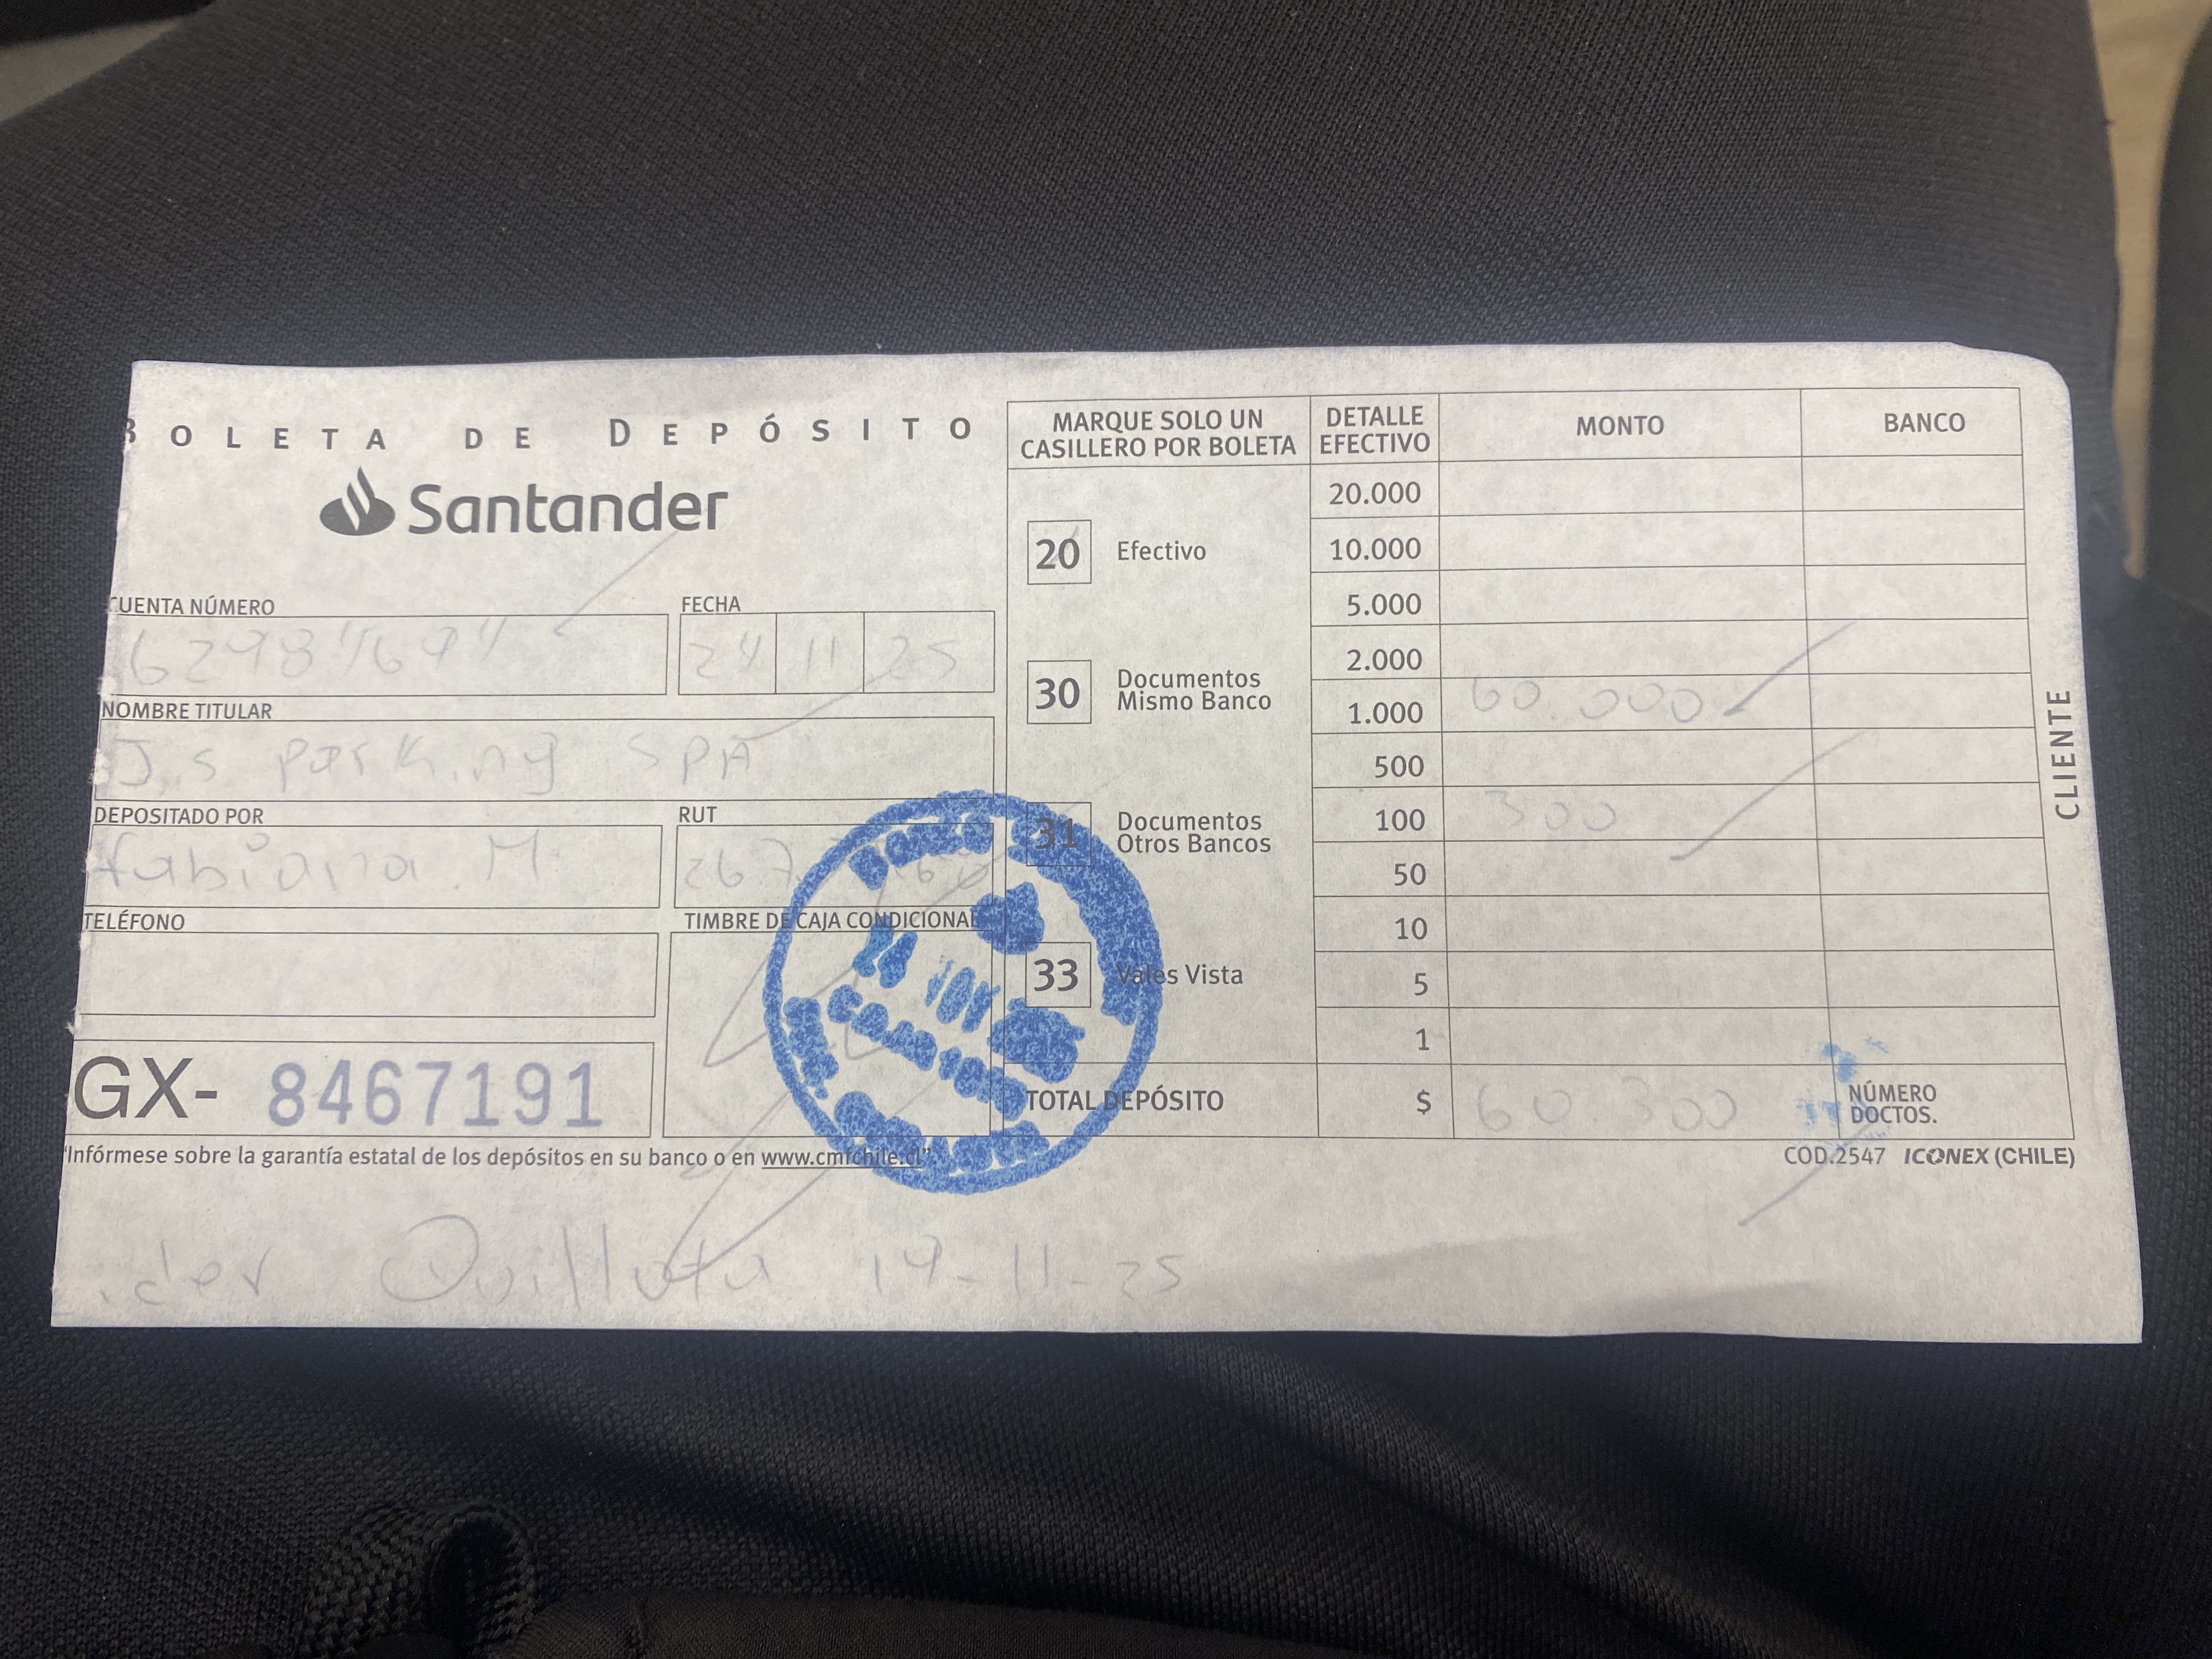 BOLETA DE DEPÓSITO
Santander
CUENTA NÚMERO
FECHA
24 11 25
NOMBRE TITULAR
J.s. parking SPA
DEPOSITADO POR
fabiana. M
RUT
TELÉFONO
TIMBRE DE CAJA CONDICIONAL
GX- 8467191
"Infórmese sobre la garantía estatal de los depósitos en su banco o en www.cmfchile.cl".
MARQUE SOLO UN
CASILLERO POR BOLETA
20 Efectivo
30 Documentos
Mismo Banco
31 Documentos
Otros Bancos
33 Vales Vista
DETALLE
EFECTIVO
MONTO
BANCO
20.000
10.000
5.000
2.000
1.000 60.000
500
100 300
50
10
5
1
TOTAL DEPÓSITO $ 60.300
NÚMERO
DOCTOS.
CLIENTE
COD.2547 ICONEX (CHILE)
.der Quillota 19-11-25